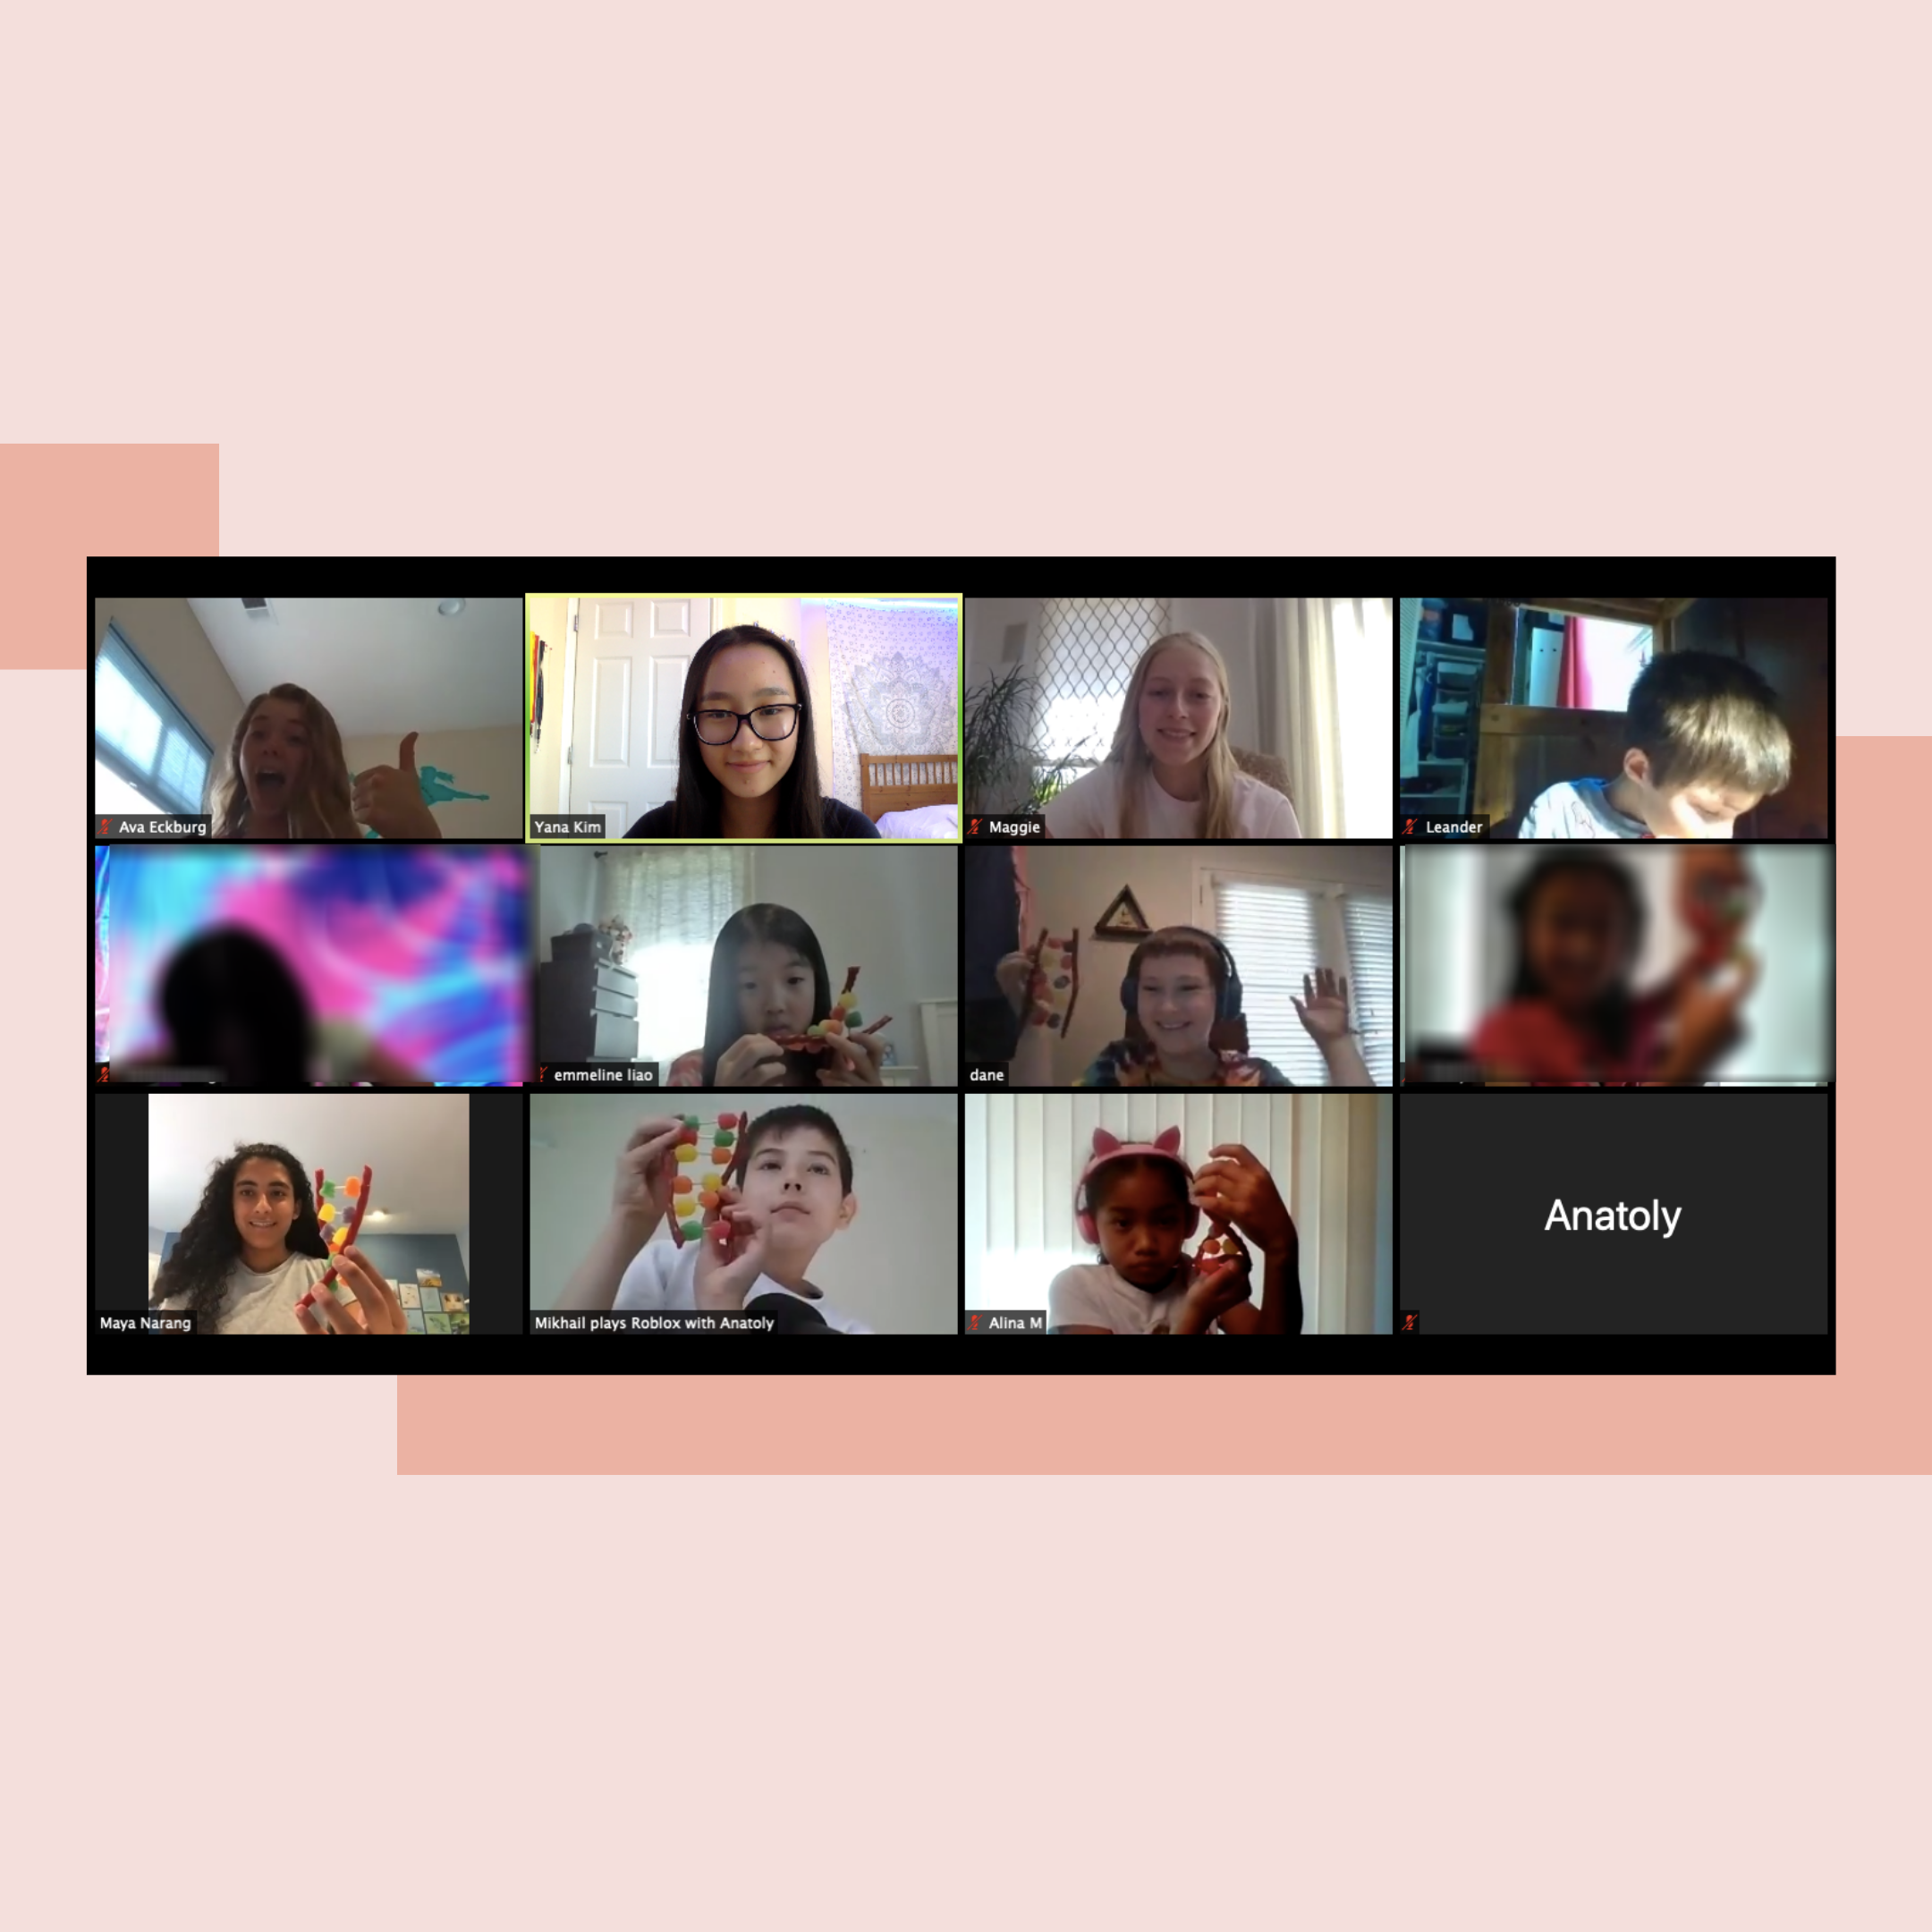 Ava Eckburg
Yana Kim
Maggie
Leander
emmeline liao
dane
Maya Narang
Mikhail plays Roblox with Anatoly
Alina M
Anatoly